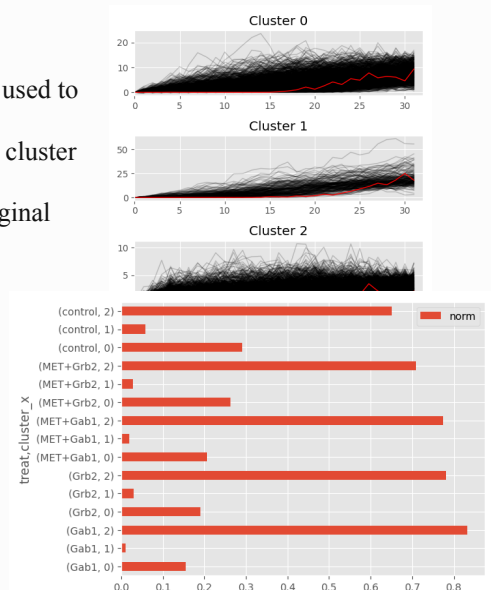 used to
cluster
ginal
Cluster 0
20
10
0
0 5 10 15 20 25 30
Cluster 1
50
25
0
0 5 10 15 20 25 30
Cluster 2
10
5
norm
treat,cluster_x
(control, 2)
(control, 1)
(control, 0)
(MET+Grb2, 2)
(MET+Grb2, 1)
(MET+Grb2, 0)
(MET+Gab1, 2)
(MET+Gab1, 1)
(MET+Gab1, 0)
(Grb2, 2)
(Grb2, 1)
(Grb2, 0)
(Gab1, 2)
(Gab1, 1)
(Gab1, 0)
0.0 0.1 0.2 0.3 0.4 0.5 0.6 0.7 0.8